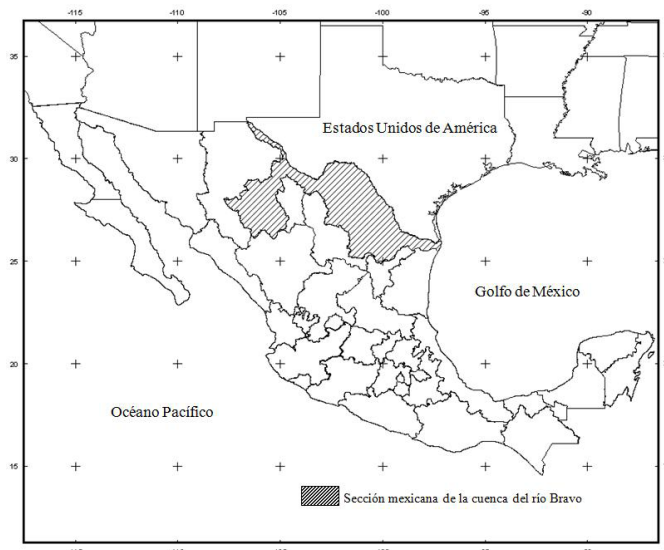 -115 -110 -105 -100 -95 -90
35
Estados Unidos de América
30
25
Golfo de México
20
Océano Pacífico
15
Sección mexicana de la cuenca del río Bravo